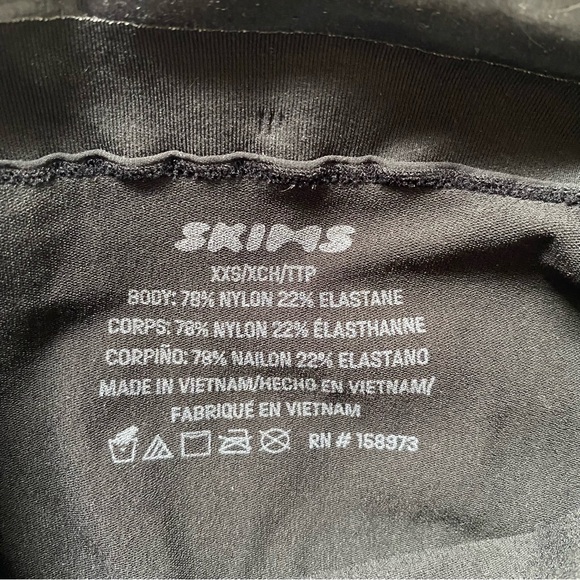 SKIMS
XXS/XCH/TTP
BODY: 78% NYLON 22% ELASTANE
CORPS: 78% NYLON 22% ÉLASTHANNE
CORPIÑO: 78% NAILON 22% ELASTANO
MADE IN VIETNAM/HECHO EN VIETNAM/
FABRIQUÉ EN VIETNAM
RN # 158973